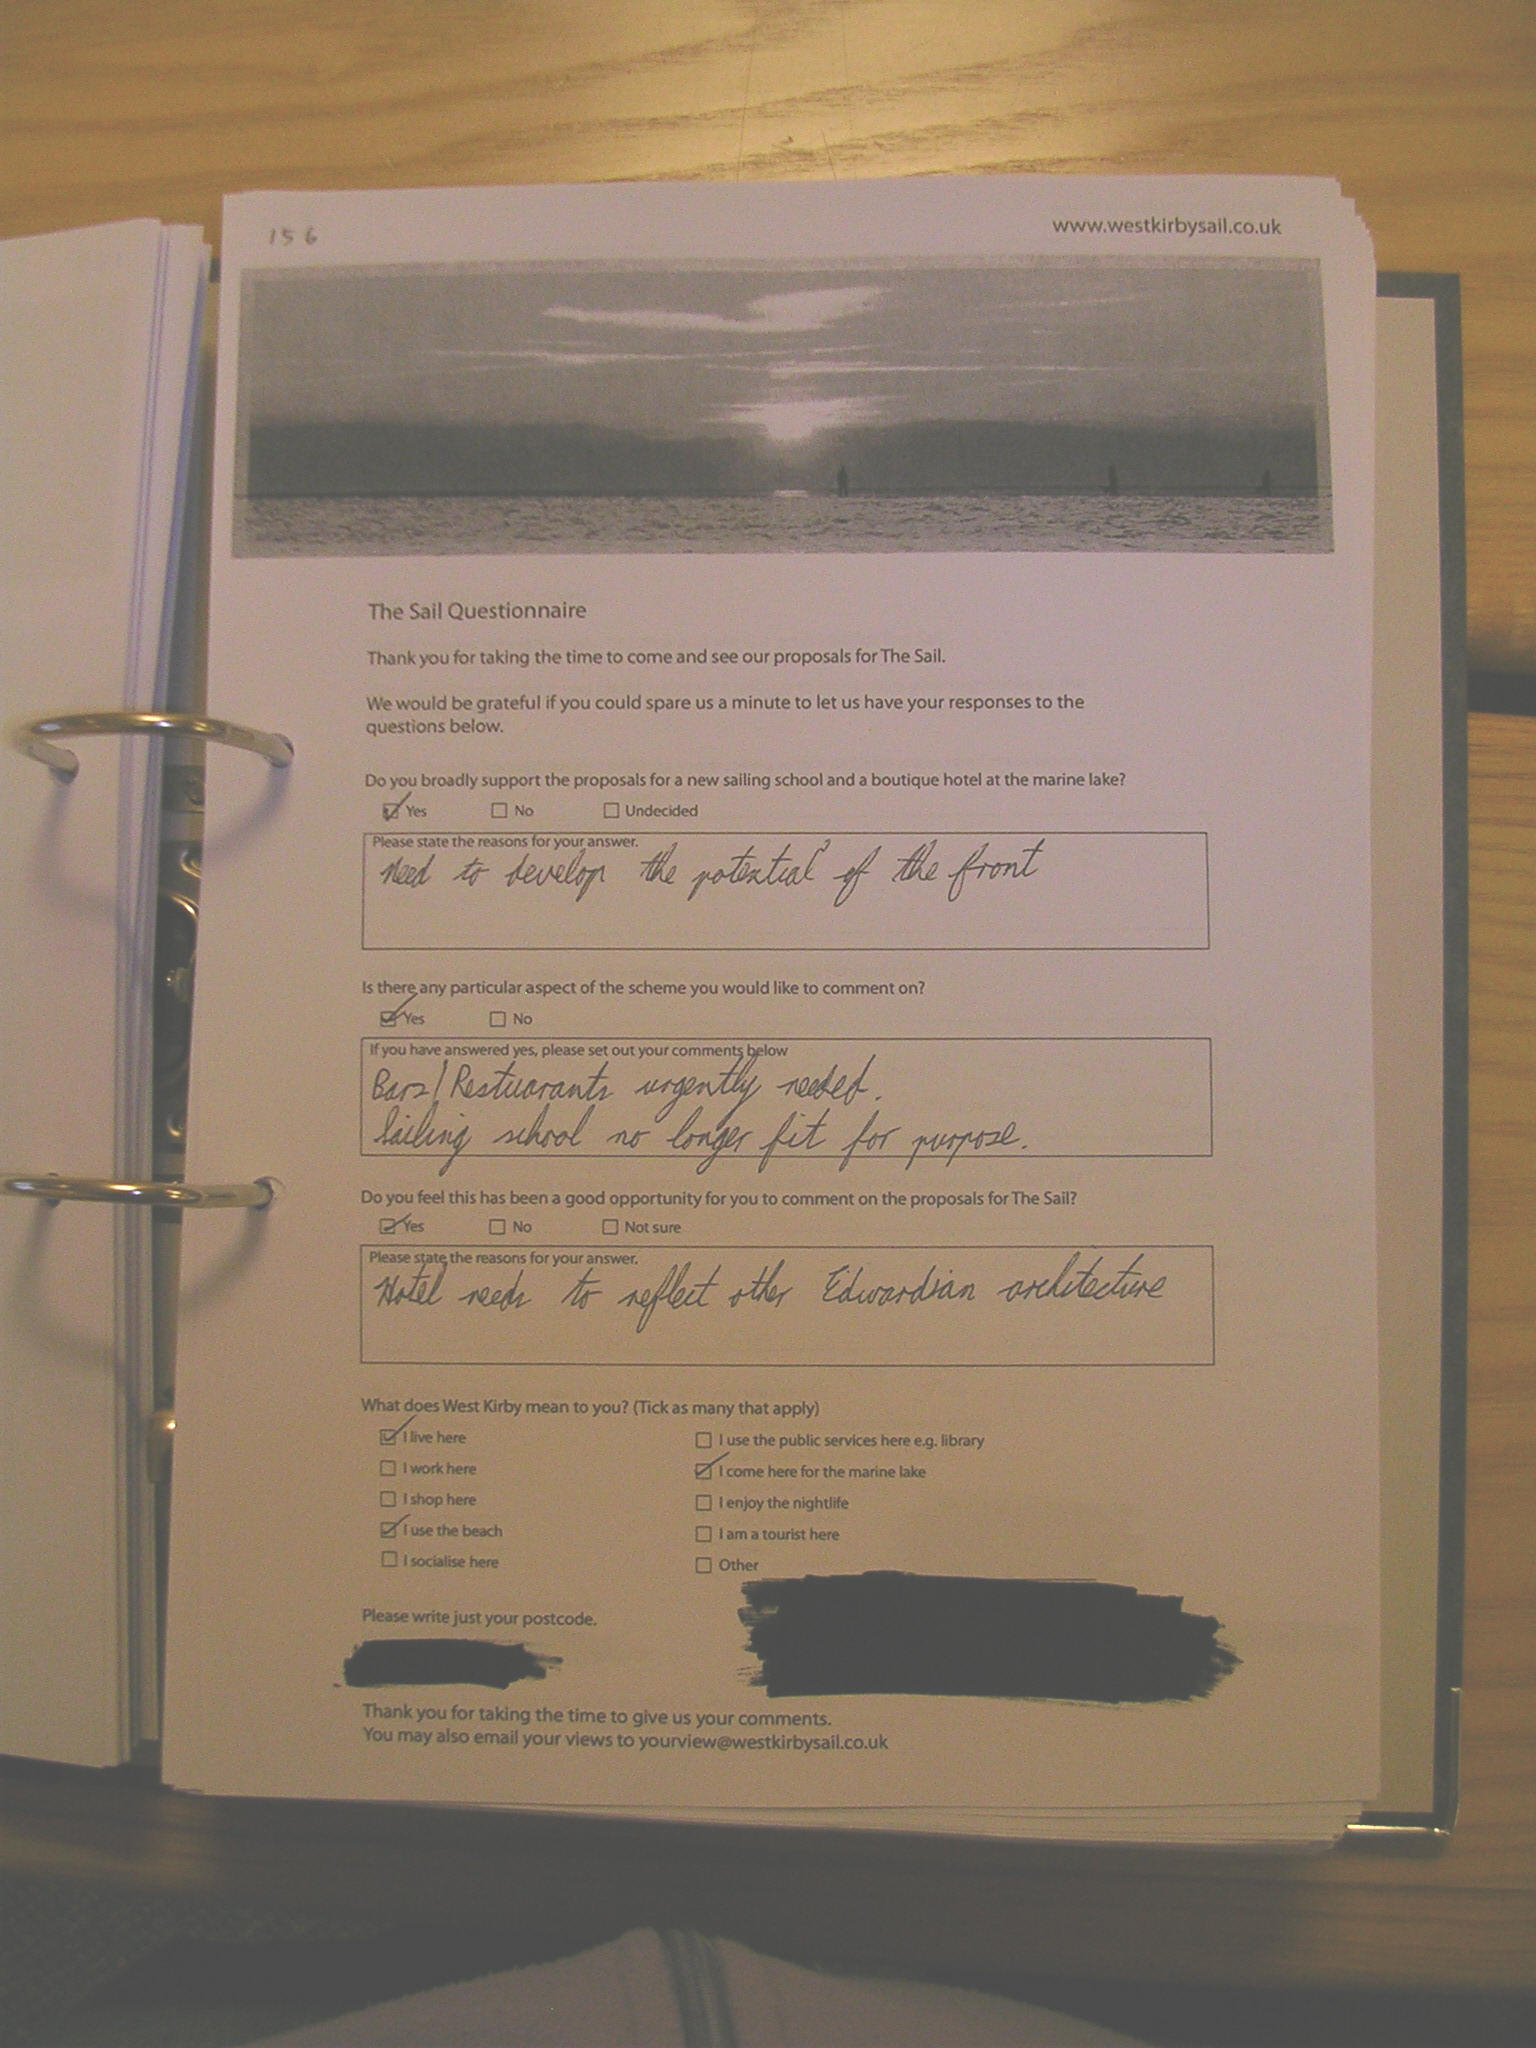 156
www.westkirbysail.co.uk
The Sail Questionnaire
Thank you for taking the time to come and see our proposals for The Sail.
We would be grateful if you could spare us a minute to let us have your responses to the
questions below.
Do you broadly support the proposals for a new sailing school and a boutique hotel at the marine lake?
Yes No Undecided
Please state the reasons for your answer.
Need to develop the potential of the front
Is there any particular aspect of the scheme you would like to comment on?
Yes No
If you have answered yes, please set out your comments below
Bars/Restuarants urgently needed.
Sailing school no longer fit for purpose.
Do you feel this has been a good opportunity for you to comment on the proposals for The Sail?
Yes No Not sure
Please state the reasons for your answer.
Hotel needs to reflect other Edwardian architecture
What does West Kirby mean to you? (Tick as many that apply)
I live here
I work here
I shop here
I use the beach
I socialise here
I use the public services here e.g. library
I come here for the marine lake
I enjoy the nightlife
I am a tourist here
Other
Please write just your postcode.
Thank you for taking the time to give us your comments.
You may also email your views to yourview@westkirbysail.co.uk